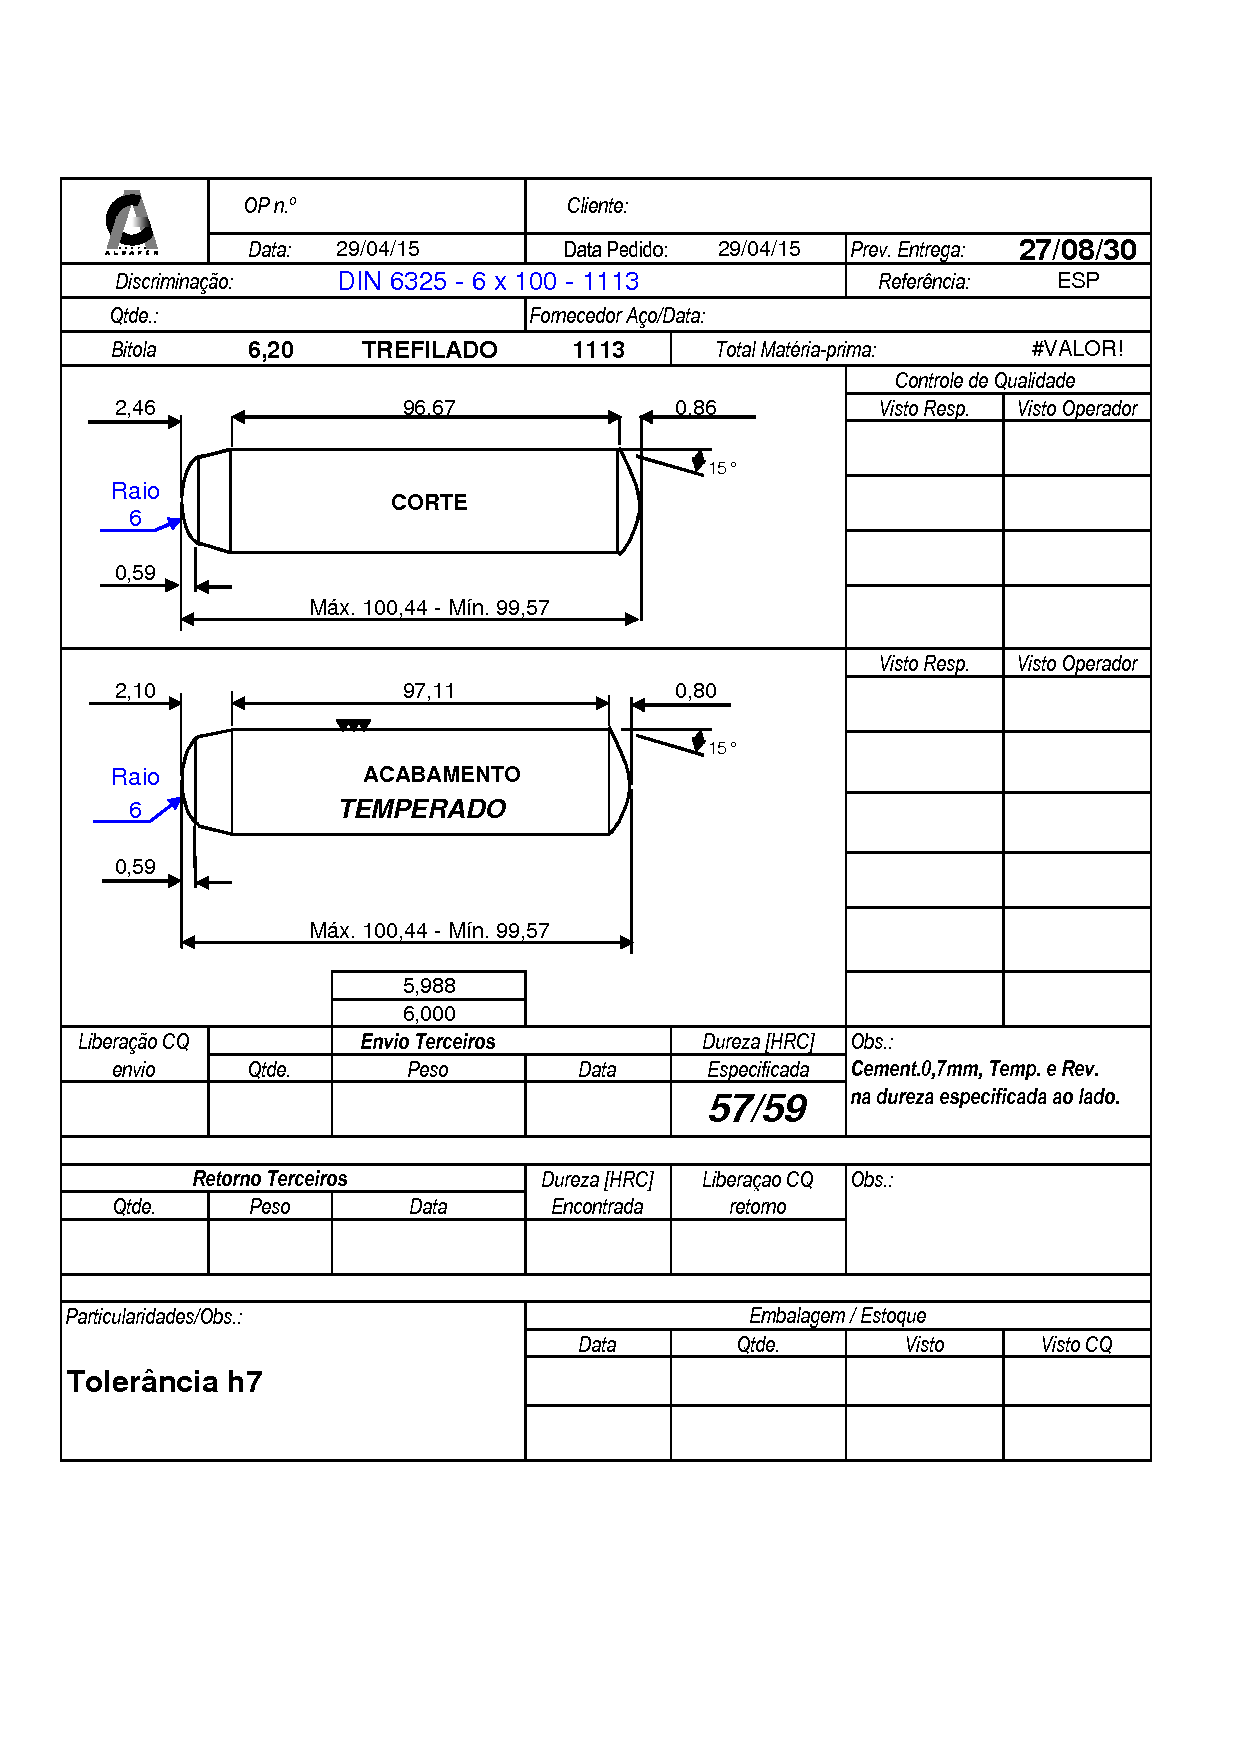 ALBAFER
OP n.º Cliente:
Data: 29/04/15 Data Pedido: 29/04/15 Prev. Entrega: 27/08/30
Discriminação: DIN 6325 - 6 x 100 - 1113 Referência: ESP
Qtde.: Fornecedor Aço/Data:
Bitola 6,20 TREFILADO 1113 Total Matéria-prima: #VALOR!
Controle de Qualidade
2,46 96,67 0,86 Visto Resp. Visto Operador
15 º
Raio
CORTE
6
0,59
Máx. 100,44 - Mín. 99,57
Visto Resp. Visto Operador
2,10 97,11 0,80
15 º
Raio ACABAMENTO
6 TEMPERADO
0,59
Máx. 100,44 - Mín. 99,57
5,988
6,000
Liberação CQ Envio Terceiros Dureza [HRC] Obs.:
envio Qtde. Peso Data Especificada Cement.0,7mm, Temp. e Rev.
57/59 na dureza especificada ao lado.
Retorno Terceiros Dureza [HRC] Liberaçao CQ Obs.:
Qtde. Peso Data Encontrada retorno
Particularidades/Obs.: Embalagem / Estoque
Data Qtde. Visto Visto CQ
Tolerância h7